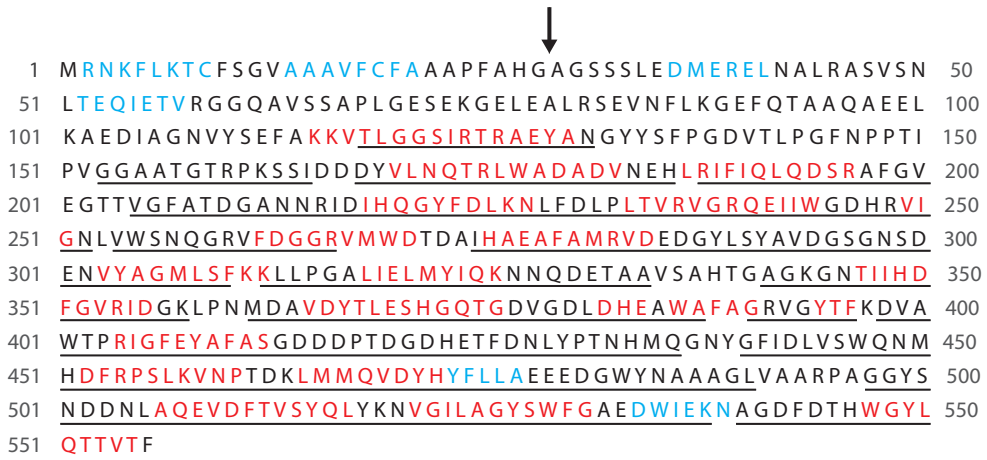 1 MRNKFLKTCFSGVAAAVFCFAAAPFAHGAGSSSLEDMERELNALRASVSN 50
51 LTEQIETVRGGQAVSSAPLGESEKGELEALRSEVNFLKGEFQTAAQAEEL 100
101 KAEDIAGNVYSEFAKKVTLGGSIRTRAEYANGYYSFPGDVTLPGFNPPTI 150
151 PVGGAATGTRPKSSIDDDYVLNQTRLWADADVNEHLRIFIQLQDSRAFGV 200
201 EGTTVGFATDGANNRIDIHQGYFDLKNLFDLPLTVRVGRQEIIWGDHRVI 250
251 GNLVWSNQGRVFDGGRVMWDTDAIHAEAFAMRVDEDGYLSYAVDGSGNSD 300
301 ENVYAGMLSFKKLLPGALIELMYIQKNNQDETAAVSAHTGAGKGNTIIHD 350
351 FGVRIDGKLPNMDAVDYTLESHGQTGDVGDLDHEAWAFAGRVGYTFKDVA 400
401 WTPRIGFEYAFASGDDDPTDGDHETFDNLYPTNHMQGNYGFIDLVSWQNM 450
451 HDFRPSLKVNPTDKLMMQVDYHYFLLAEEEDGWYNAAAGLVAARPAGGYS 500
501 NDDNLAQEVDFTVSYQLYKNVGILAGYSWFGAEDWIEKNAGDFDTHWGYL 550
551 QTTVTF